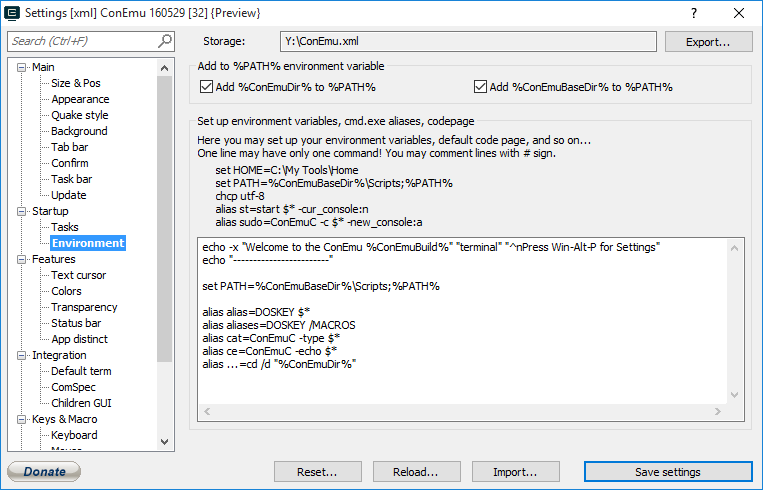 Settings [xml] ConEmu 160529 [32] {Preview}
?
Search (Ctrl+F)
Storage:
Y:\ConEmu.xml
Export...
Main
Size & Pos
Appearance
Quake style
Background
Tab bar
Confirm
Task bar
Update
Startup
Tasks
Environment
Features
Text cursor
Colors
Transparency
Status bar
App distinct
Integration
Default term
ComSpec
Children GUI
Keys & Macro
Keyboard
Mouse
Add to %PATH% environment variable
Add %ConEmuDir% to %PATH%
Add %ConEmuBaseDir% to %PATH%
Set up environment variables, cmd.exe aliases, codepage
Here you may set up your environment variables, default code page, and so on...
One line may have only one command! You may comment lines with # sign.
set HOME=C:\My Tools\Home
set PATH=%ConEmuBaseDir%\Scripts;%PATH%
chcp utf-8
alias st=start $* -cur_console:n
alias sudo=ConEmuC -c $* -new_console:a
echo -x "Welcome to the ConEmu %ConEmuBuild%" "terminal" "^nPress Win-Alt-P for Settings"
echo "------------------------"
set PATH=%ConEmuBaseDir%\Scripts;%PATH%
alias alias=DOSKEY $*
alias aliases=DOSKEY /MACROS
alias cat=ConEmuC -type $*
alias ce=ConEmuC -echo $*
alias ...=cd /d "%ConEmuDir%"
Donate
Reset...
Reload...
Import...
Save settings